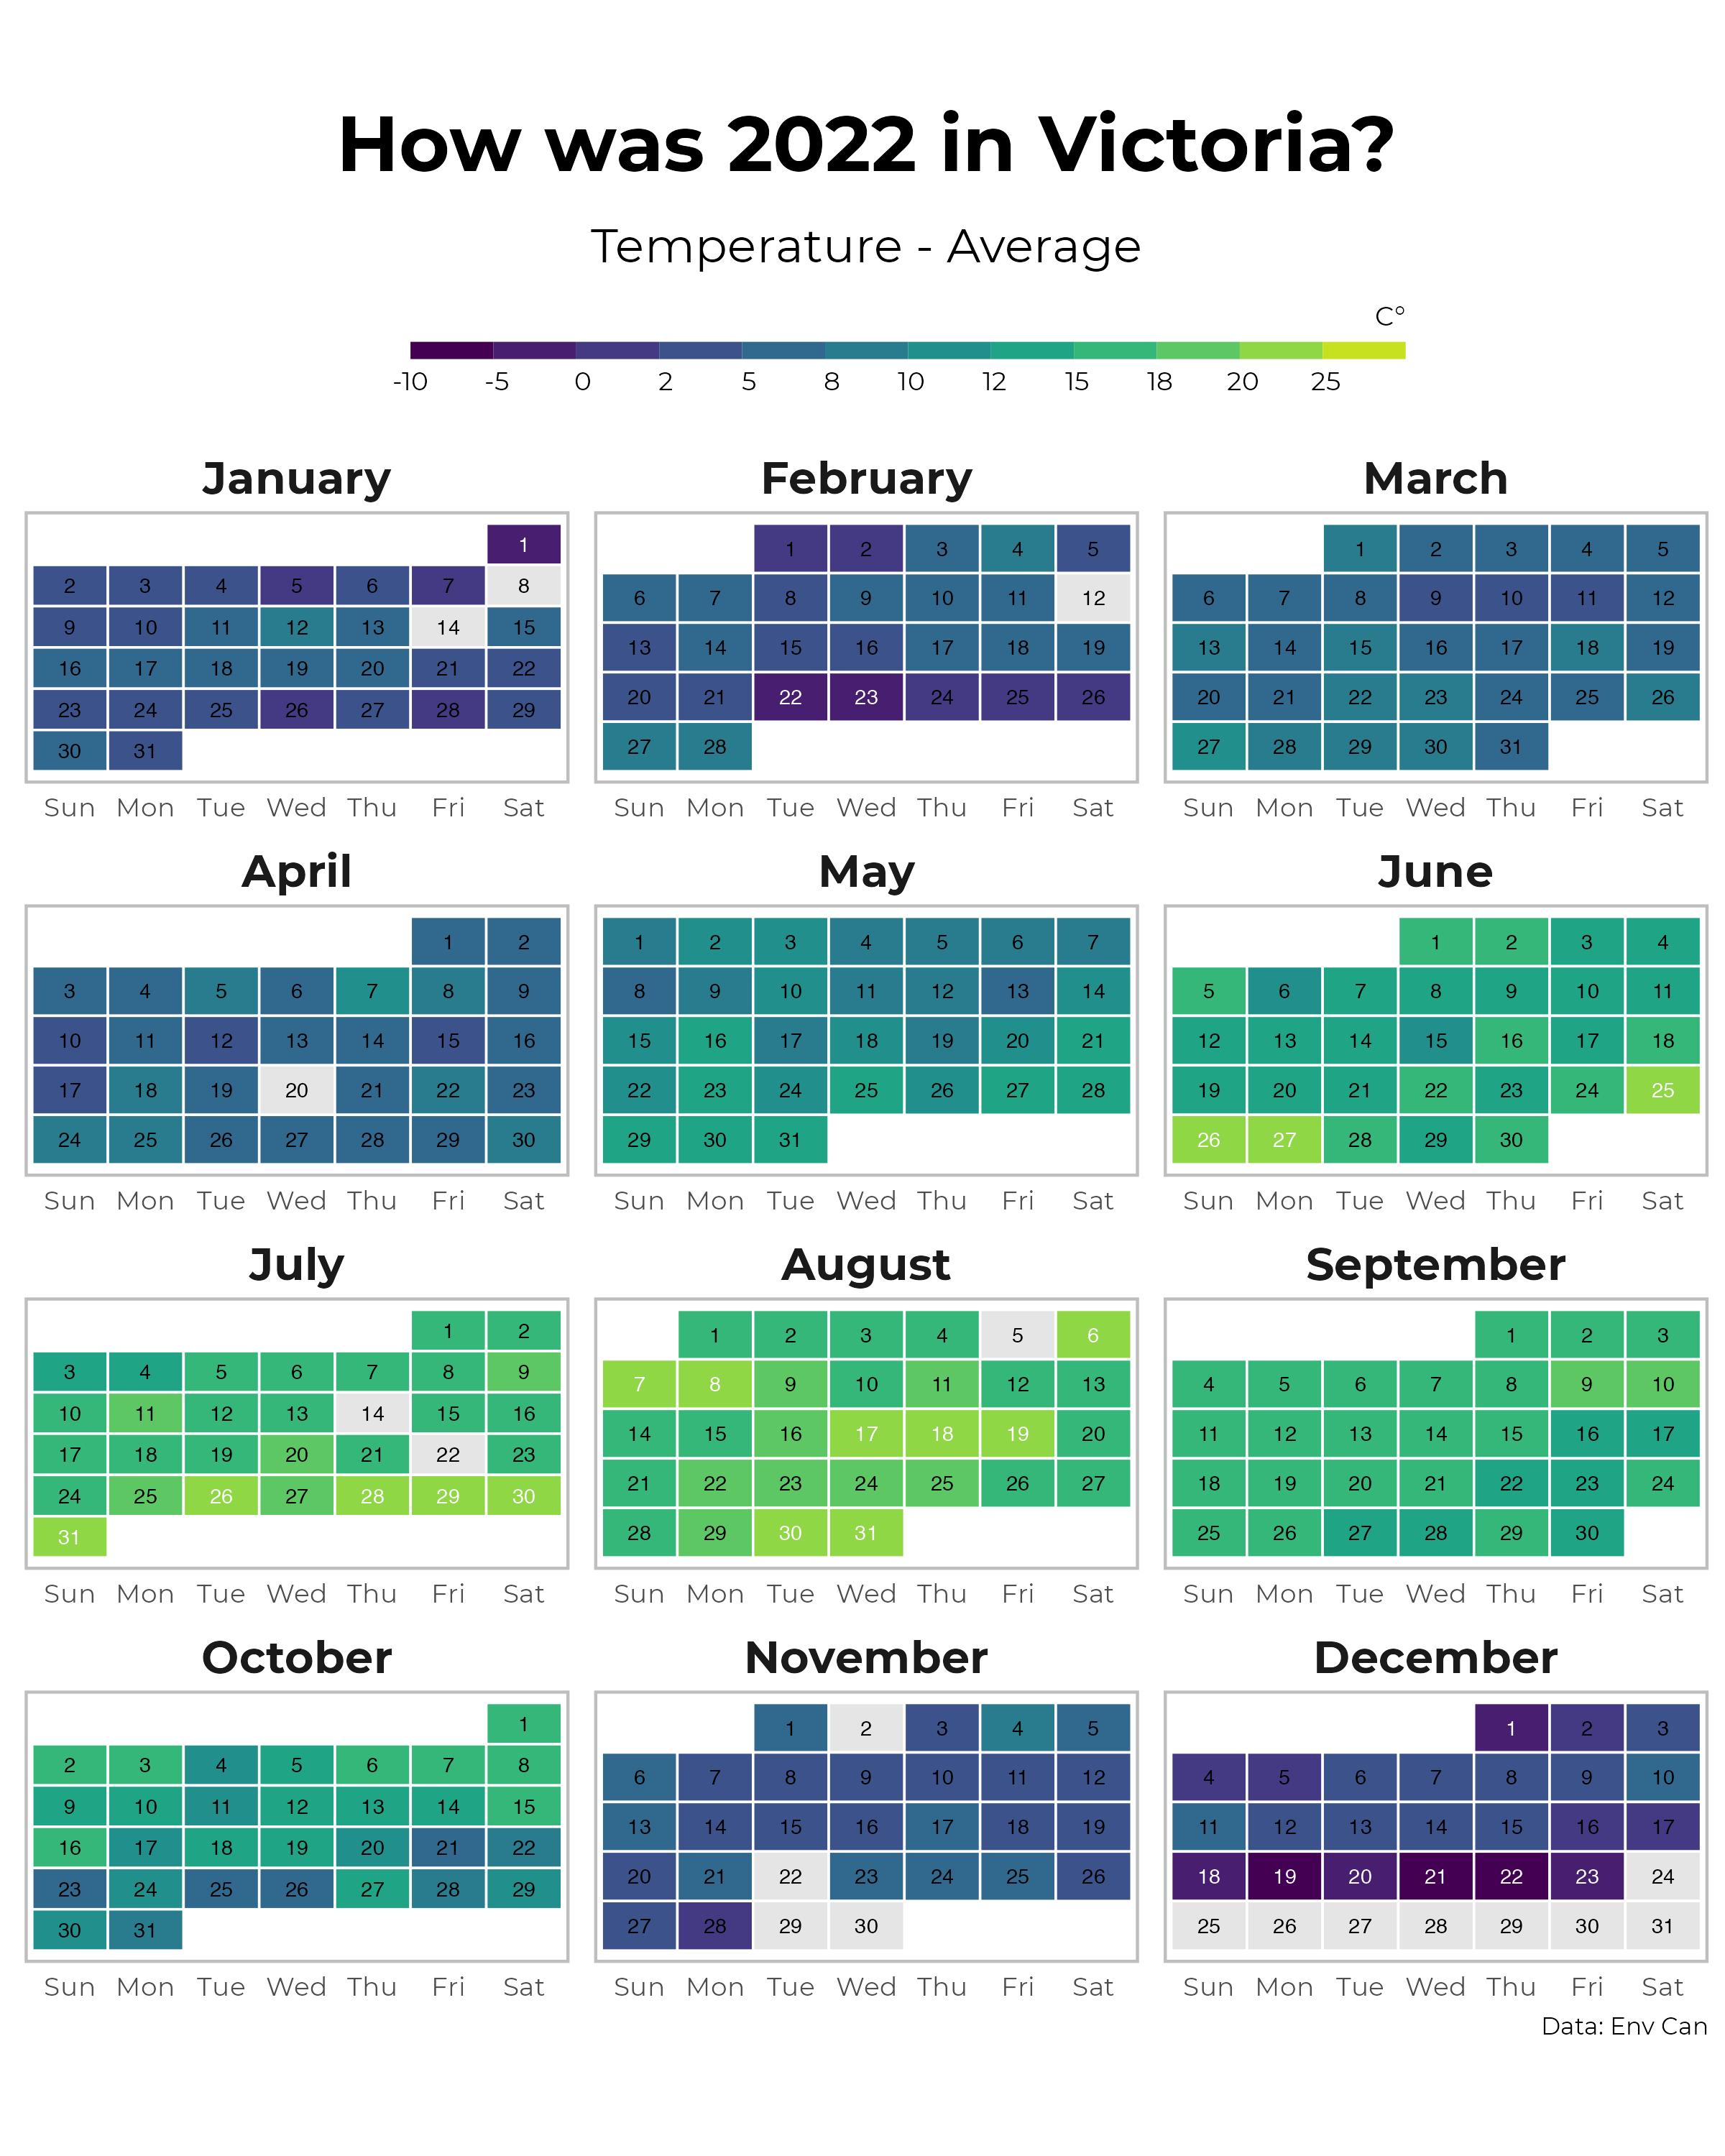 How was 2022 in Victoria?
Temperature - Average
C°
-10 -5 0 2 5 8 10 12 15 18 20 25
January February March
1
2 3 4 5 6 7 8
9 10 11 12 13 14 15
16 17 18 19 20 21 22
23 24 25 26 27 28 29
30 31
Sun Mon Tue Wed Thu Fri Sat
1 2 3 4 5
6 7 8 9 10 11 12
13 14 15 16 17 18 19
20 21 22 23 24 25 26
27 28
Sun Mon Tue Wed Thu Fri Sat
1 2 3 4 5
6 7 8 9 10 11 12
13 14 15 16 17 18 19
20 21 22 23 24 25 26
27 28 29 30 31
Sun Mon Tue Wed Thu Fri Sat
April May June
1 2
3 4 5 6 7 8 9
10 11 12 13 14 15 16
17 18 19 20 21 22 23
24 25 26 27 28 29 30
Sun Mon Tue Wed Thu Fri Sat
1 2 3 4 5 6 7
8 9 10 11 12 13 14
15 16 17 18 19 20 21
22 23 24 25 26 27 28
29 30 31
Sun Mon Tue Wed Thu Fri Sat
1 2 3 4
5 6 7 8 9 10 11
12 13 14 15 16 17 18
19 20 21 22 23 24 25
26 27 28 29 30
Sun Mon Tue Wed Thu Fri Sat
July August September
1 2
3 4 5 6 7 8 9
10 11 12 13 14 15 16
17 18 19 20 21 22 23
24 25 26 27 28 29 30
31
Sun Mon Tue Wed Thu Fri Sat
1 2 3 4 5 6
7 8 9 10 11 12 13
14 15 16 17 18 19 20
21 22 23 24 25 26 27
28 29 30 31
Sun Mon Tue Wed Thu Fri Sat
1 2 3
4 5 6 7 8 9 10
11 12 13 14 15 16 17
18 19 20 21 22 23 24
25 26 27 28 29 30
Sun Mon Tue Wed Thu Fri Sat
October November December
1
2 3 4 5 6 7 8
9 10 11 12 13 14 15
16 17 18 19 20 21 22
23 24 25 26 27 28 29
30 31
Sun Mon Tue Wed Thu Fri Sat
1 2 3 4 5
6 7 8 9 10 11 12
13 14 15 16 17 18 19
20 21 22 23 24 25 26
27 28 29 30
Sun Mon Tue Wed Thu Fri Sat
1 2 3
4 5 6 7 8 9 10
11 12 13 14 15 16 17
18 19 20 21 22 23 24
25 26 27 28 29 30 31
Sun Mon Tue Wed Thu Fri Sat
Data: Env Can